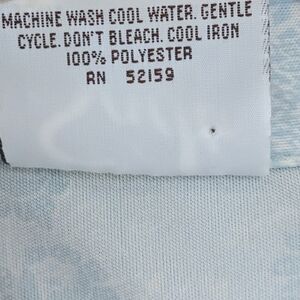 MACHINE WASH COOL WATER. GENTLE
CYCLE. DON'T BLEACH. COOL IRON
100% POLYESTER
RN 52159